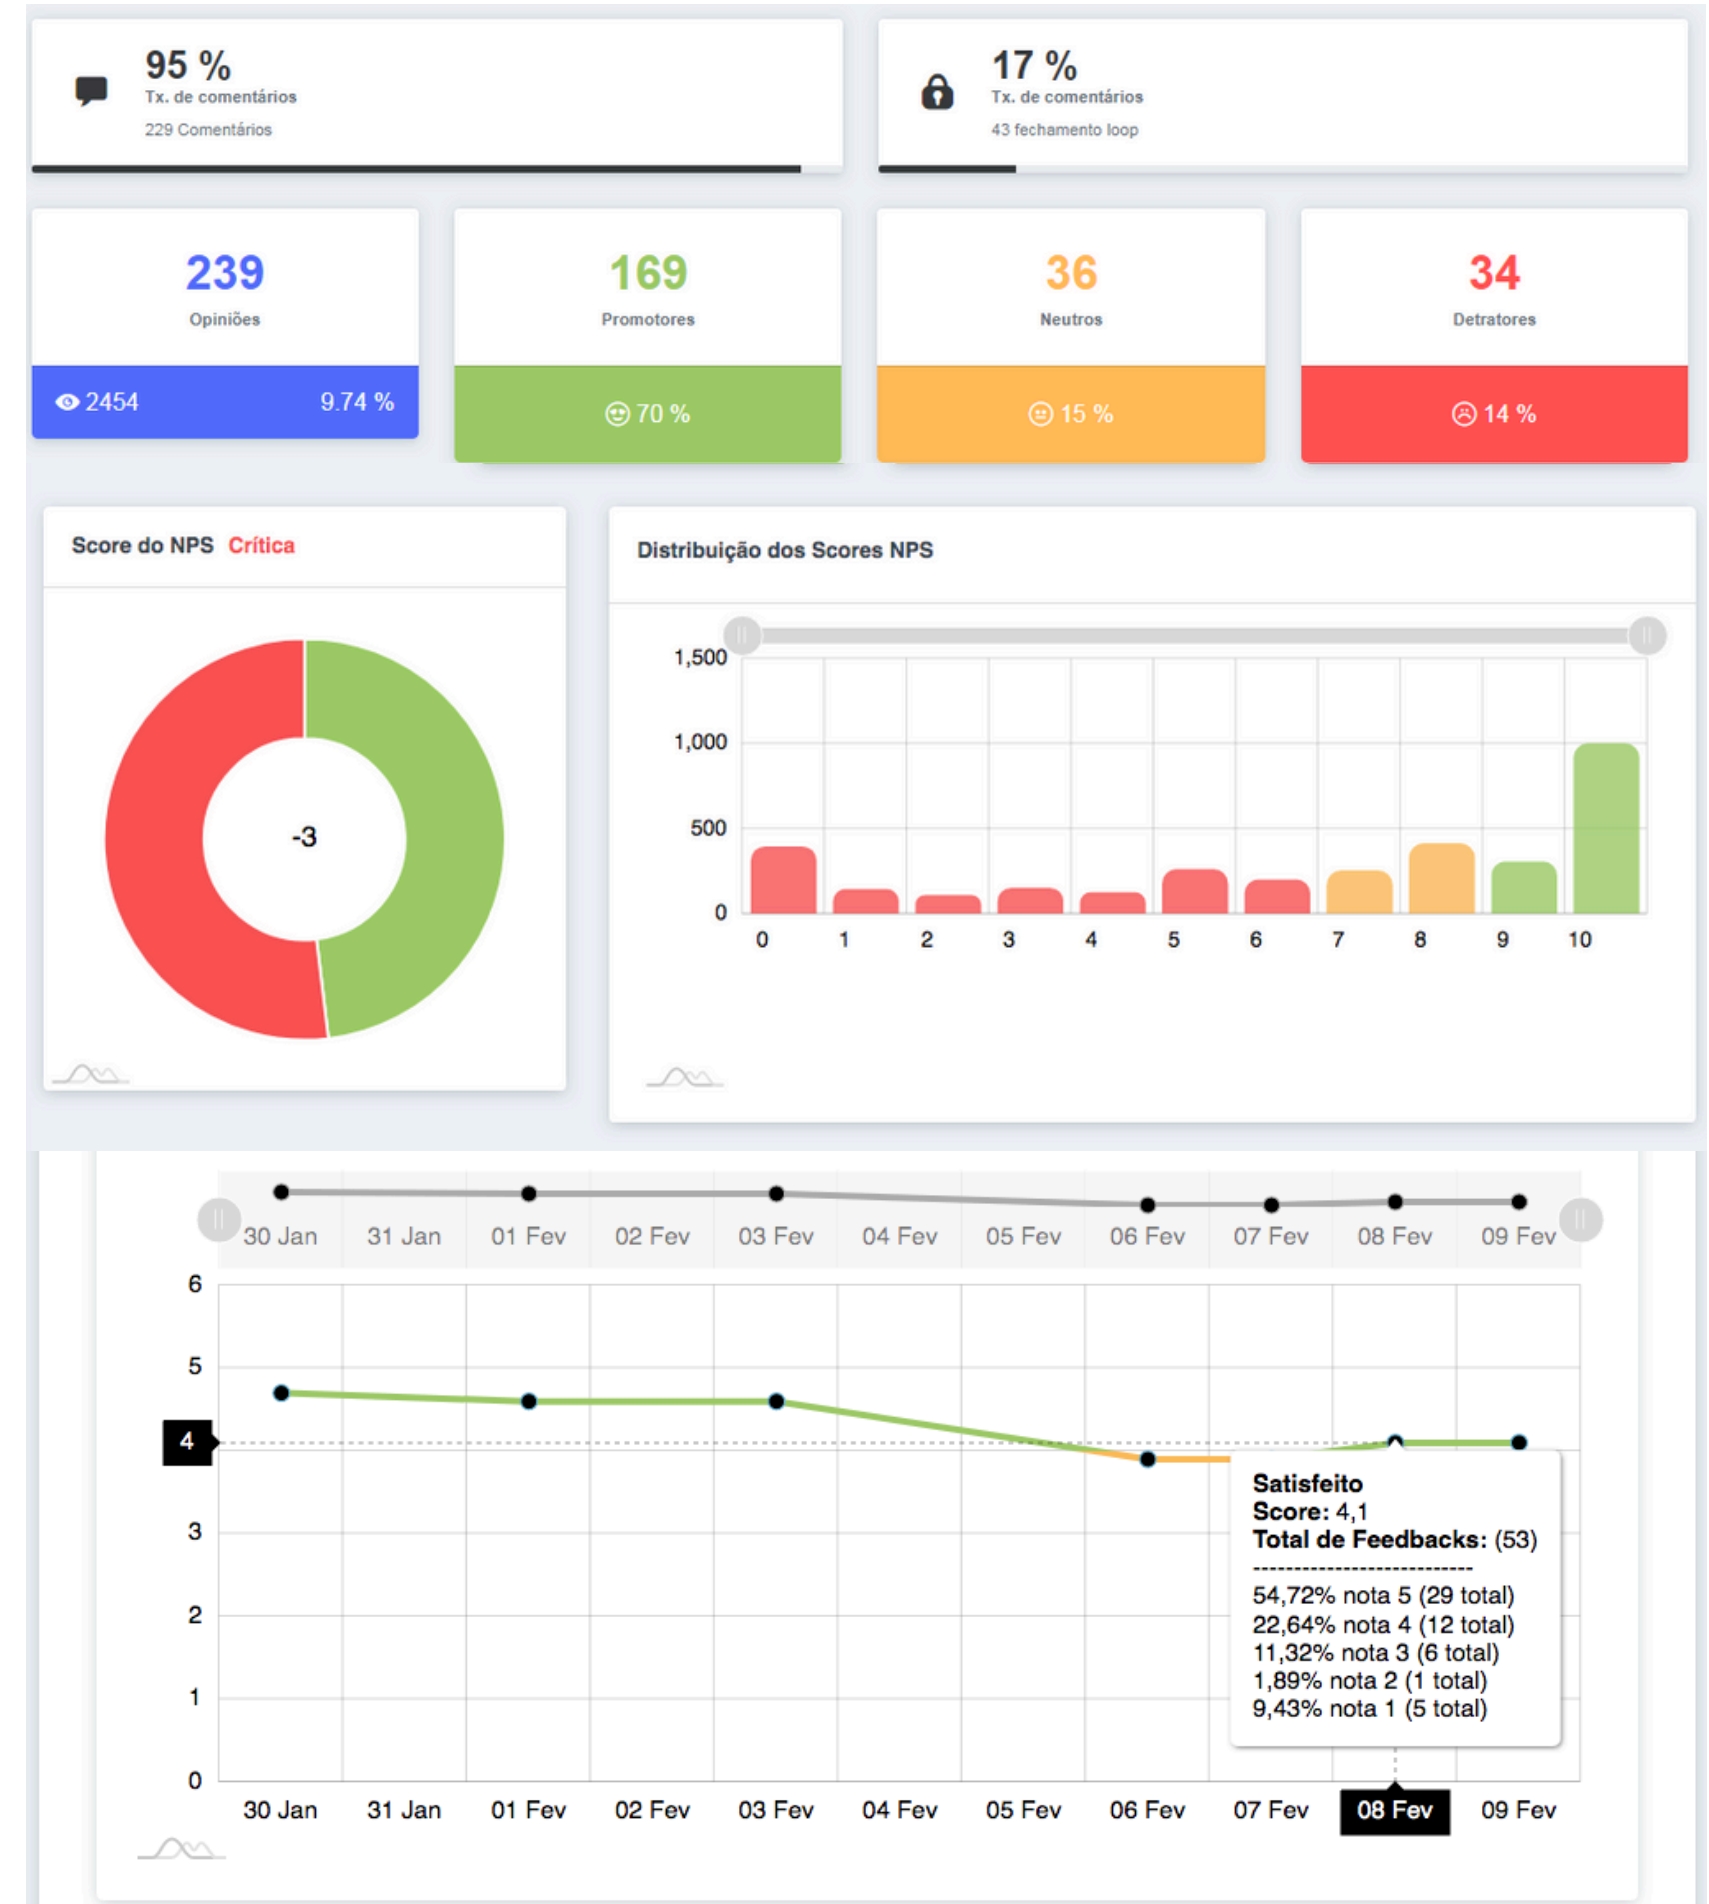 95 %
Tx. de comentários
229 Comentários
17 %
Tx. de comentários
43 fechamento loop
239
Opiniões
2454 9.74 %
169
Promotores
70 %
36
Neutros
15 %
34
Detratores
14 %
Score do NPS Crítica
-3
Distribuição dos Scores NPS
1,500
1,000
500
0
0 1 2 3 4 5 6 7 8 9 10
30 Jan 31 Jan 01 Fev 02 Fev 03 Fev 04 Fev 05 Fev 06 Fev 07 Fev 08 Fev 09 Fev
6
5
4
3
2
1
0
Satisfeito
Score: 4,1
Total de Feedbacks: (53)
---------------------------
54,72% nota 5 (29 total)
22,64% nota 4 (12 total)
11,32% nota 3 (6 total)
1,89% nota 2 (1 total)
9,43% nota 1 (5 total)
30 Jan 31 Jan 01 Fev 02 Fev 03 Fev 04 Fev 05 Fev 06 Fev 07 Fev 08 Fev 09 Fev